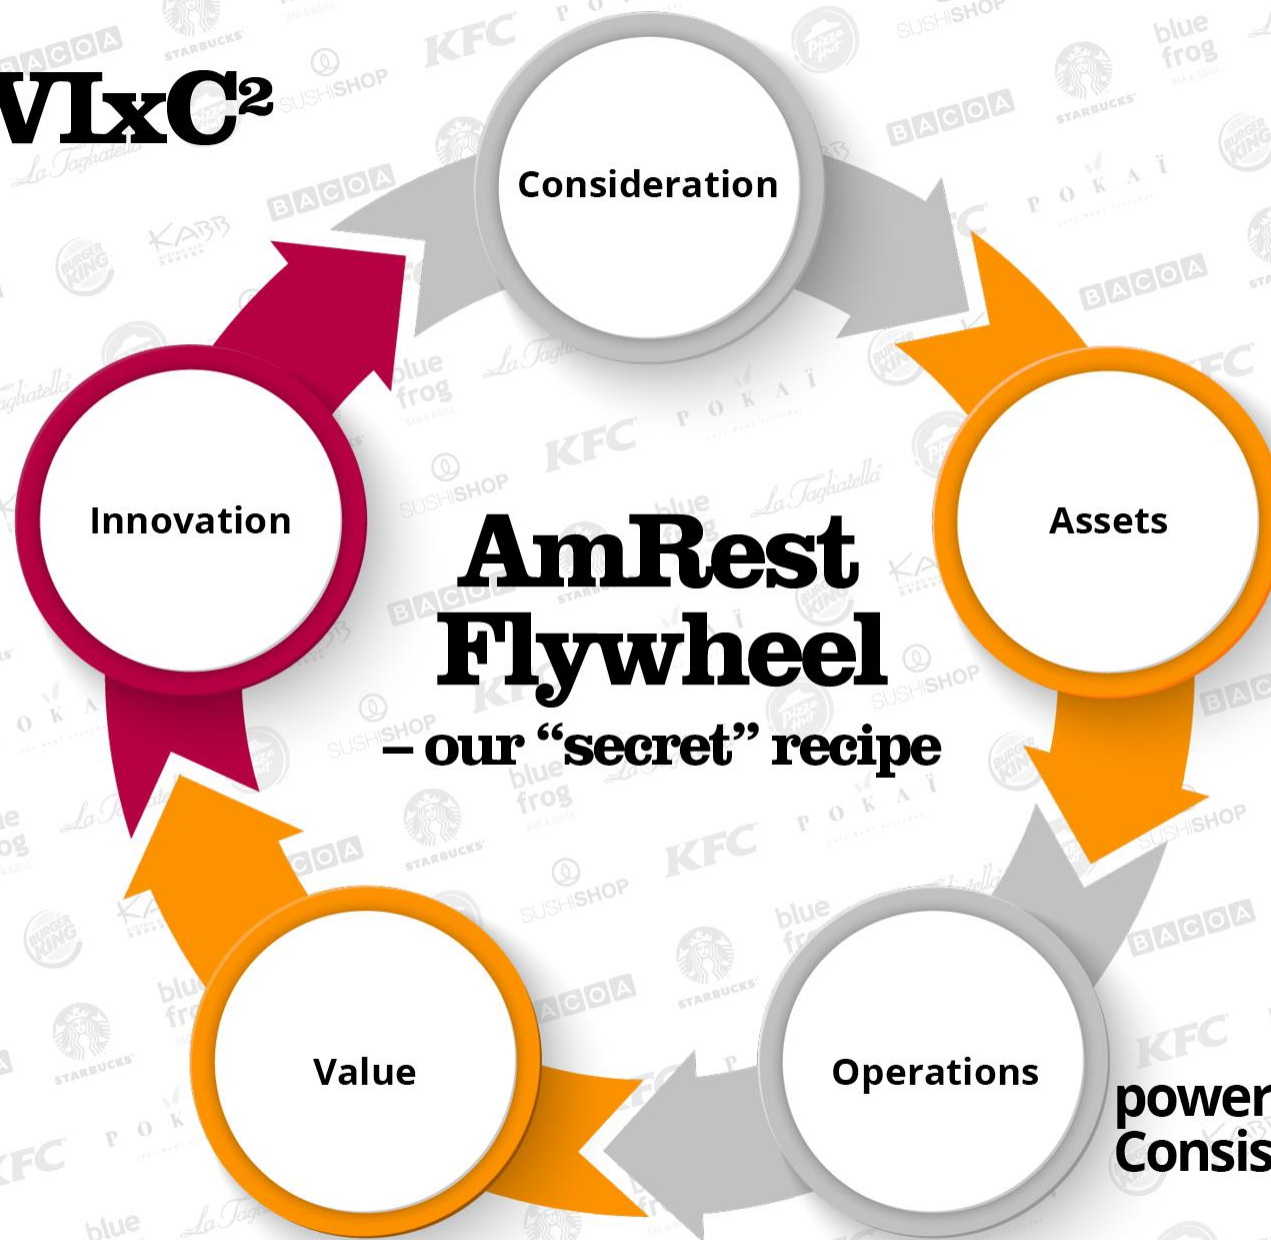 VIxC²
Consideration
Innovation
Assets
AmRest
Flywheel
– our “secret” recipe
Value
Operations
power
Consis